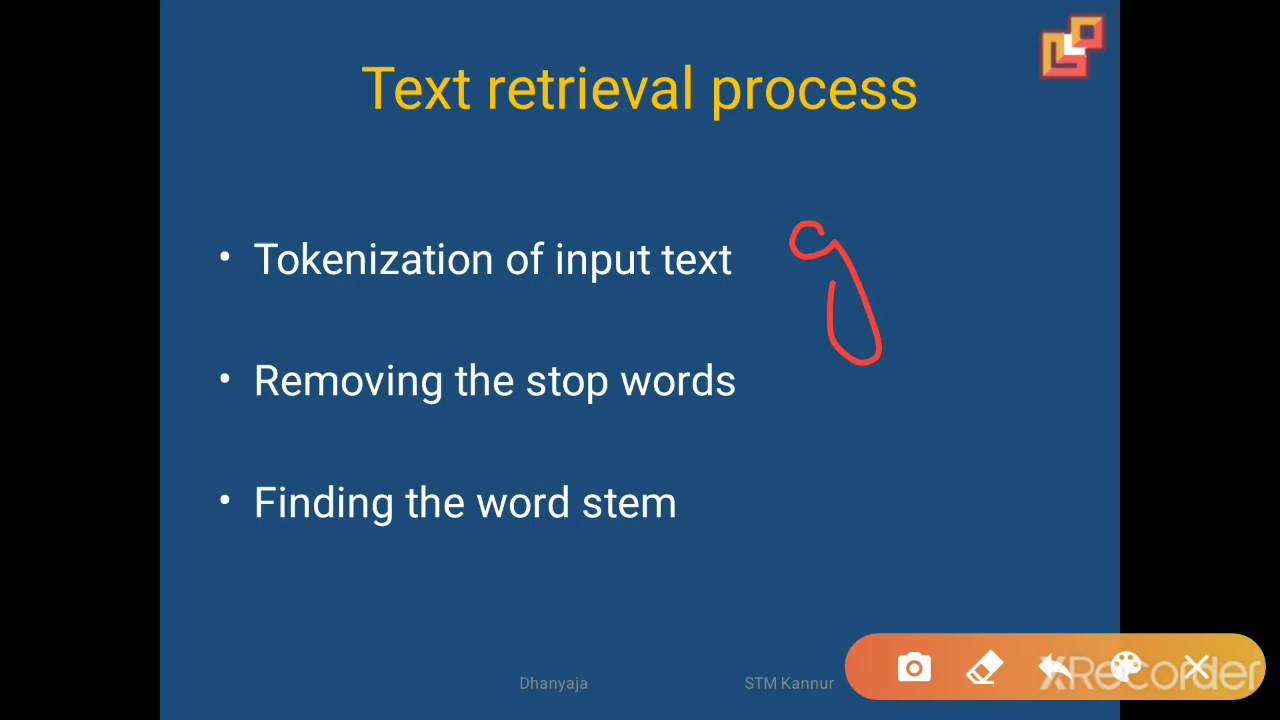 Text retrieval process
• Tokenization of input text
• Removing the stop words
• Finding the word stem
Dhanyaja STM Kannur
XRecorder